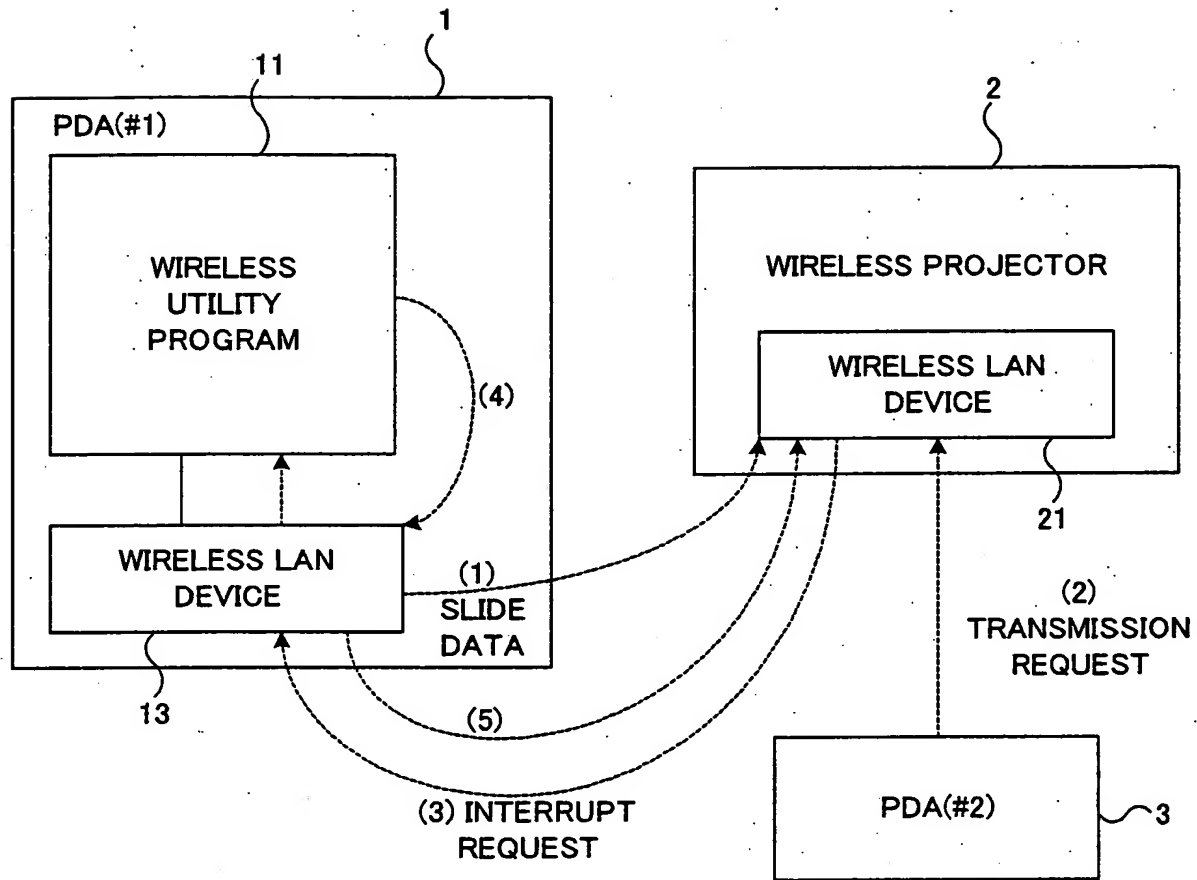 1
11
PDA(#1)
WIRELESS
UTILITY
PROGRAM
(4)
WIRELESS LAN
DEVICE
13
(1)
SLIDE
DATA
(5)
(3) INTERRUPT
REQUEST
2
WIRELESS PROJECTOR
WIRELESS LAN
DEVICE
21
(2)
TRANSMISSION
REQUEST
PDA(#2)
3